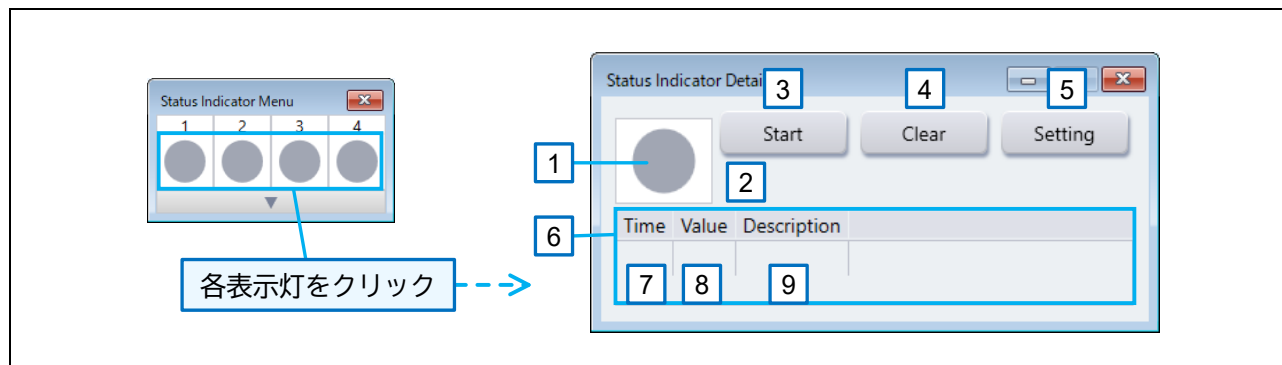 Status Indicator Menu
1 2 3 4
各表示灯をクリック
Status Indicator Detai
3 4 5
Start Clear Setting
1
2
6
Time Value Description
7 8 9